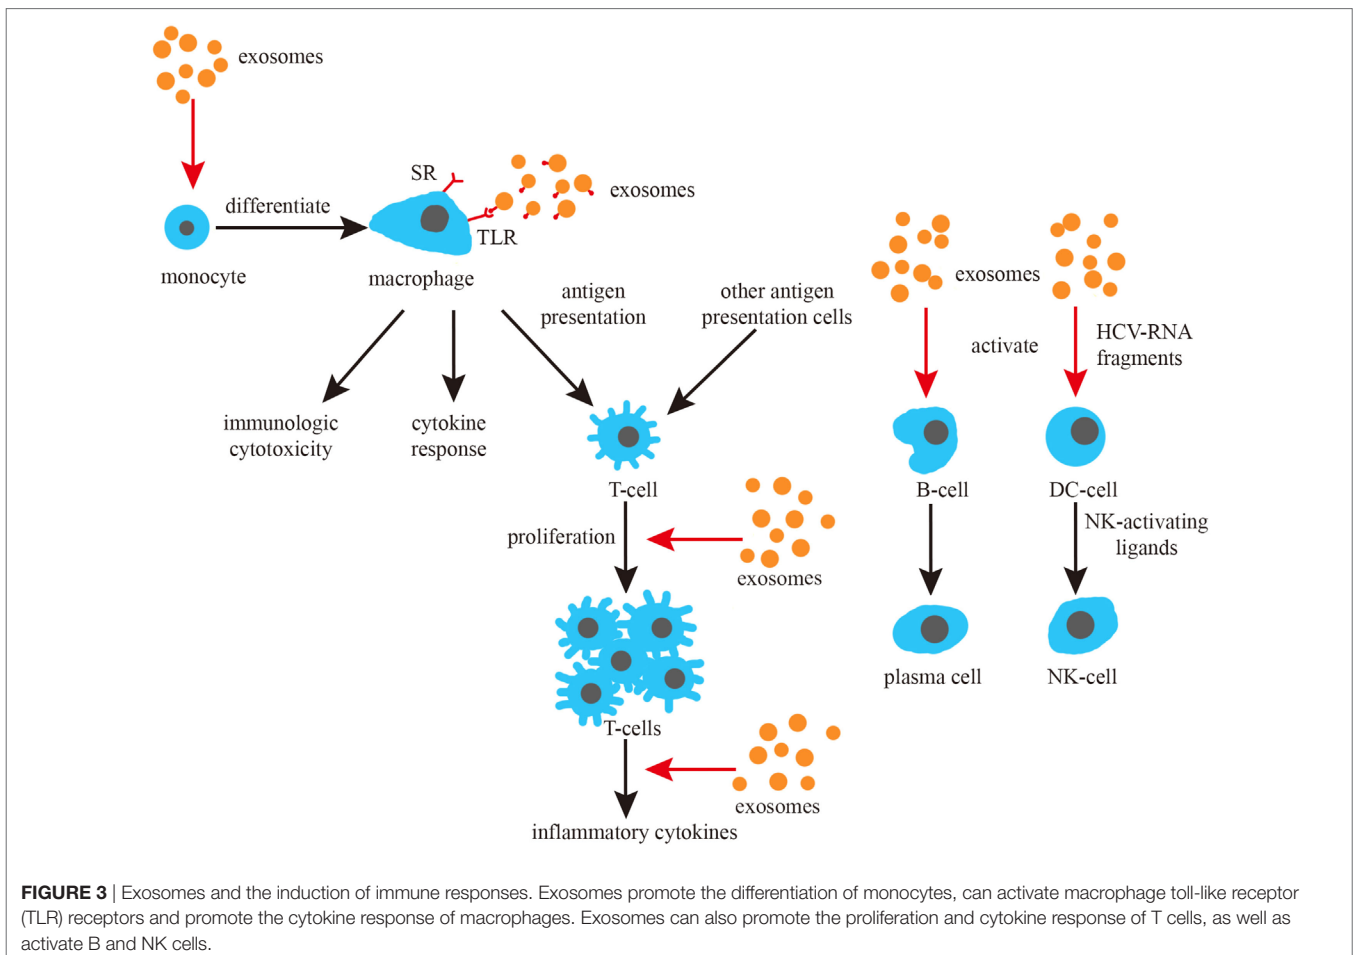 exosomes
SR
exosomes
differentiate
TLR
monocyte
macrophage
antigen
presentation
other antigen
presentation cells
exosomes
activate
HCV-RNA
fragments
immunologic
cytotoxicity
cytokine
response
T-cell
B-cell
DC-cell
proliferation
exosomes
NK-activating
ligands
plasma cell
NK-cell
T-cells
exosomes
inflammatory cytokines
FIGURE 3 | Exosomes and the induction of immune responses. Exosomes promote the differentiation of monocytes, can activate macrophage toll-like receptor
(TLR) receptors and promote the cytokine response of macrophages. Exosomes can also promote the proliferation and cytokine response of T cells, as well as
activate B and NK cells.